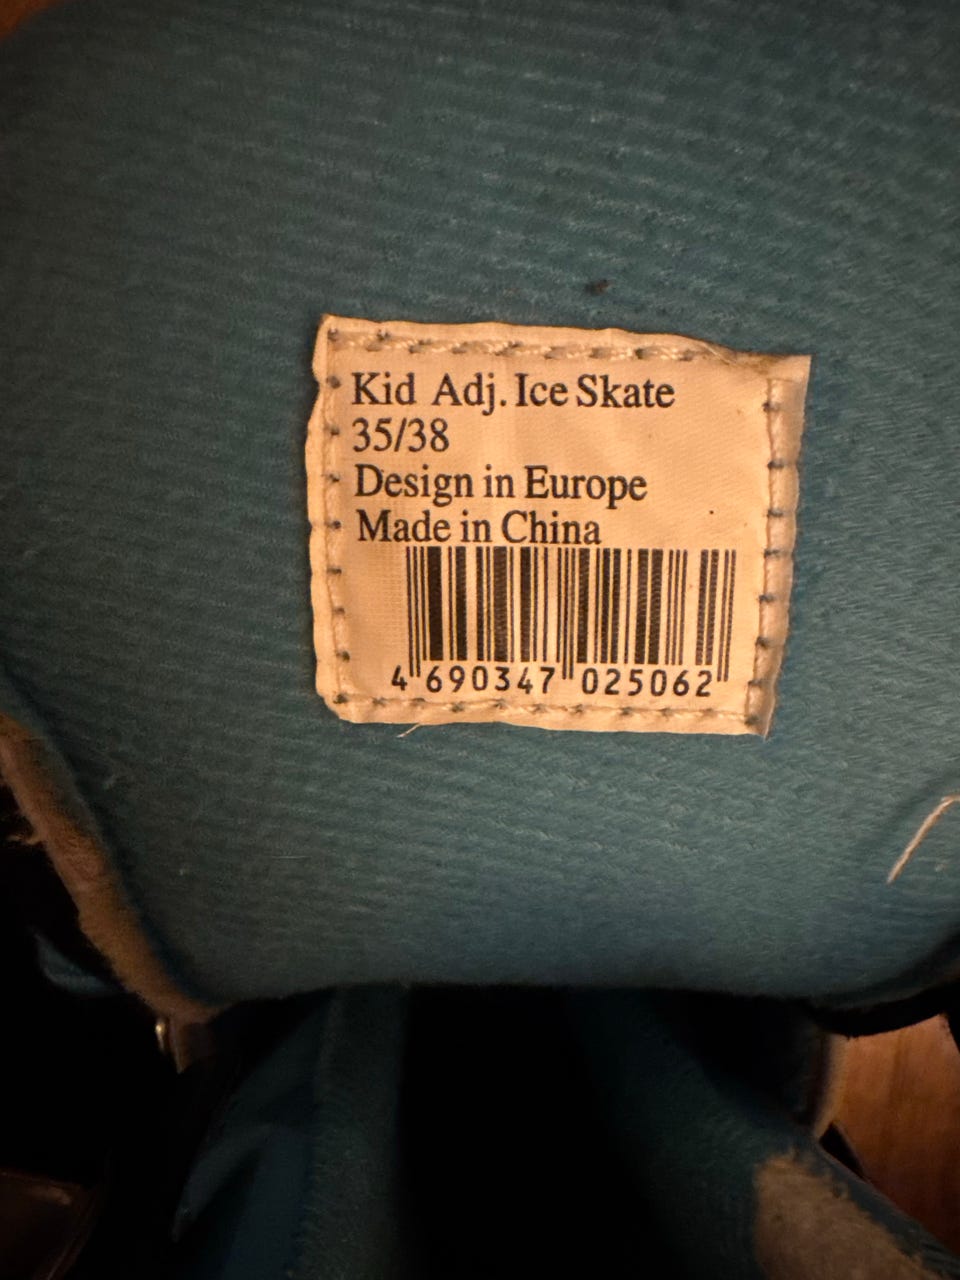 Kid Adj. Ice Skate
35/38
Design in Europe
Made in China
4 690347 025062